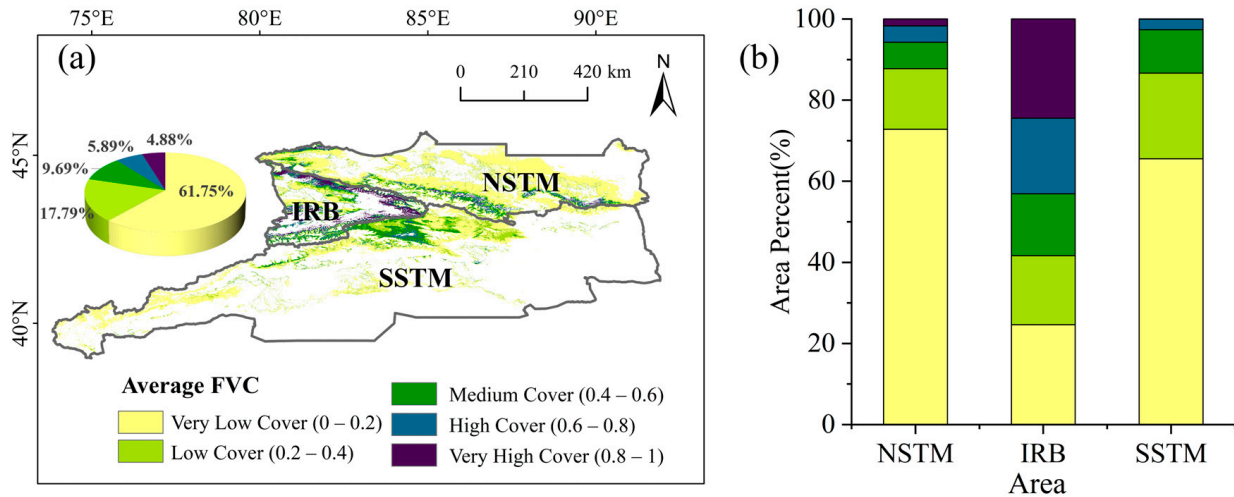 75°E
80°E
85°E
90°E
(a)
0 210 420 km
N
45°N
40°N
5.89%
4.88%
9.69%
61.75%
17.79%
NSTM
IRB
SSTM
Average FVC
Very Low Cover (0 – 0.2)
Low Cover (0.2 – 0.4)
Medium Cover (0.4 – 0.6)
High Cover (0.6 – 0.8)
Very High Cover (0.8 – 1)
(b)
Area Percent(%)
100
80
60
40
20
0
NSTM
IRB
SSTM
Area